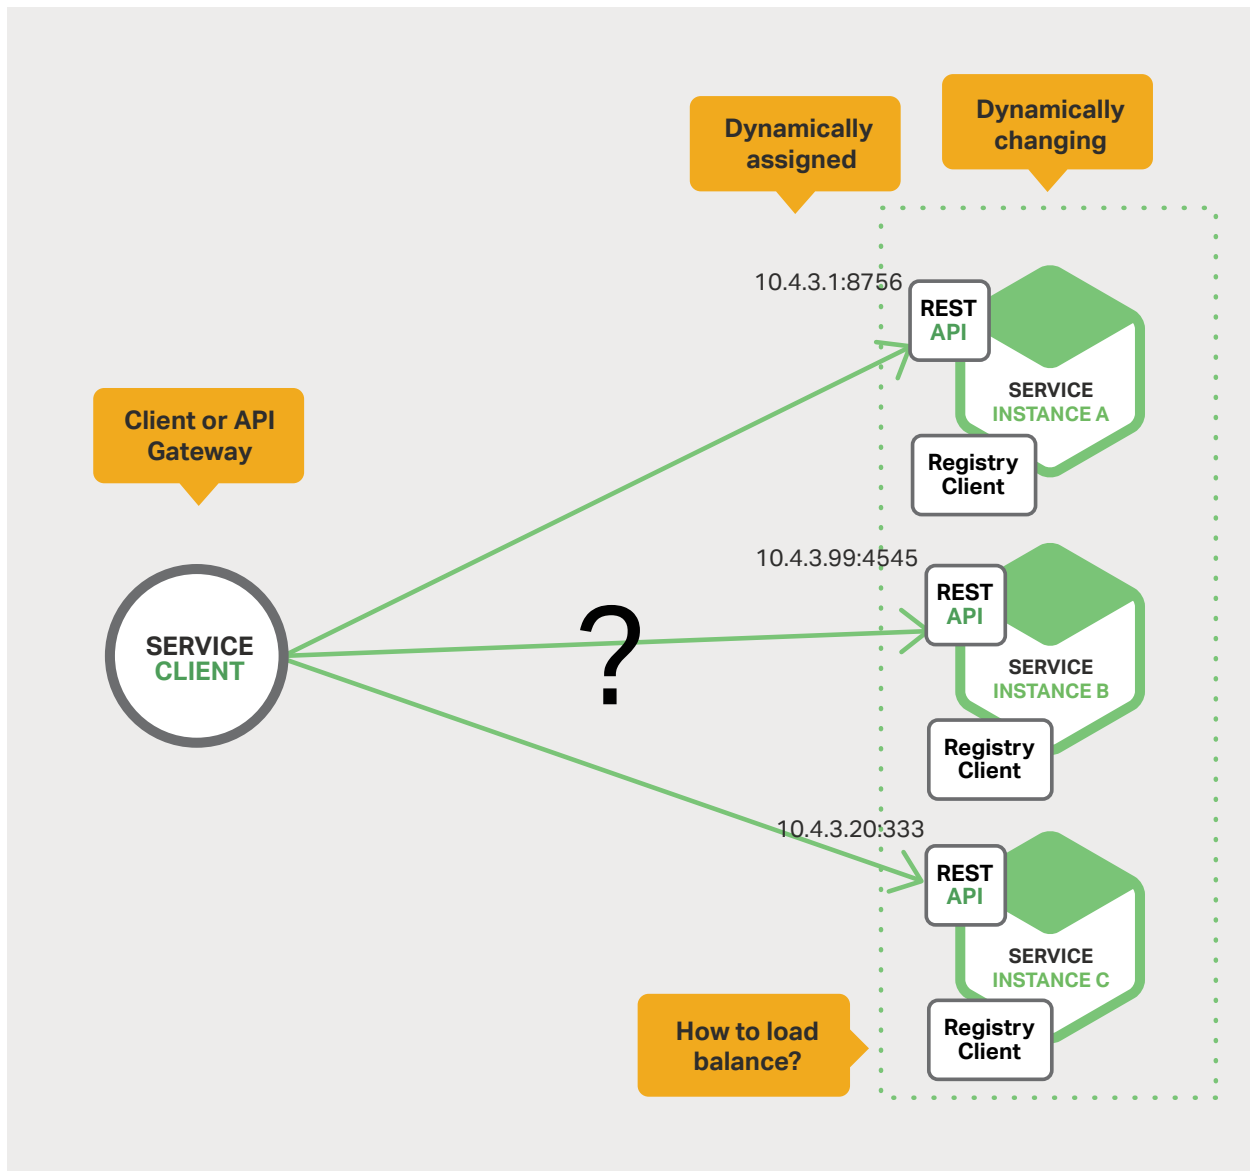 Dynamically
assigned
Dynamically
changing
10.4.3.1:8756
REST
API
SERVICE
INSTANCE A
Registry
Client
Client or API
Gateway
SERVICE
CLIENT
?
10.4.3.99:4545
REST
API
SERVICE
INSTANCE B
Registry
Client
10.4.3.20:333
REST
API
SERVICE
INSTANCE C
Registry
Client
How to load
balance?